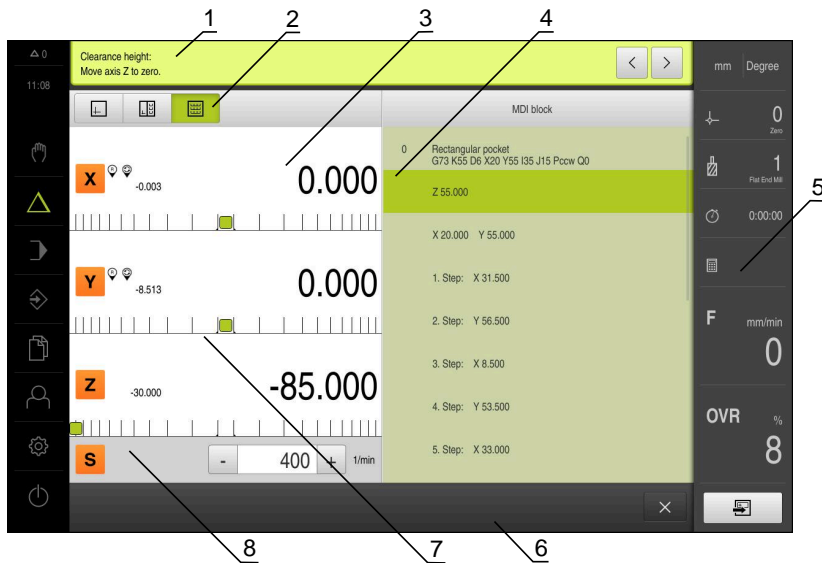 1
2
3
4
0
Clearance height:
Move axis Z to zero.
< >
mm Degree
11:08
MDI block
0
Zero
0 Rectangular pocket
G73 K55 D6 X20 Y55 I35 J15 Pccw Q0
X -0.003 0.000
Z 55.000
1
Flat End Mill
5
0:00:00
X 20.000 Y 55.000
Y -8.513 0.000
1. Step: X 31.500
2. Step: Y 56.500
F mm/min
0
3. Step: X 8.500
Z -30.000 -85.000
4. Step: Y 53.500
OVR %
8
5. Step: X 33.000
S - 400 + 1/min
8
7
6